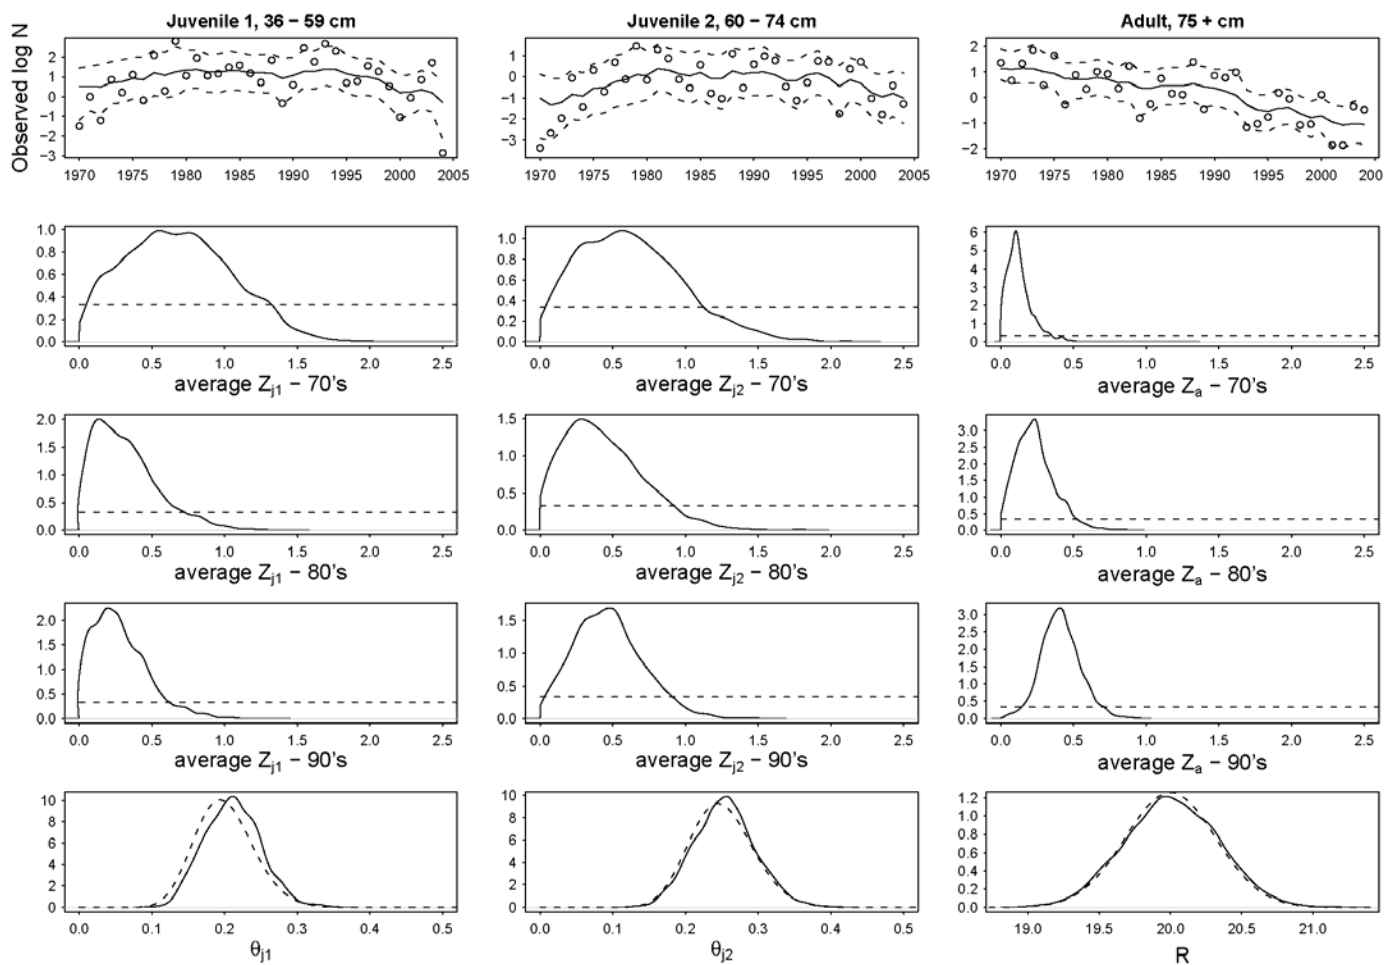 Juvenile 1, 36 − 59 cm
Juvenile 2, 60 − 74 cm
Adult, 75 + cm
Observed log N
2
1
0
−1
−2
−3
1970 1975 1980 1985 1990 1995 2000 2005
1
0
−1
−2
−3
1970 1975 1980 1985 1990 1995 2000 2005
2
1
0
−1
−2
1970 1975 1980 1985 1990 1995 2000 200
1.0
0.8
0.6
0.4
0.2
0.0
0.0 0.5 1.0 1.5 2.0 2.5
average Zj1 − 70's
1.0
0.8
0.6
0.4
0.2
0.0
0.0 0.5 1.0 1.5 2.0 2.5
average Zj2 − 70's
6
5
4
3
2
1
0
0.0 0.5 1.0 1.5 2.0 2.5
average Za − 70's
2.0
1.5
1.0
0.5
0.0
0.0 0.5 1.0 1.5 2.0 2.5
average Zj1 − 80's
1.5
1.0
0.5
0.0
0.0 0.5 1.0 1.5 2.0 2.5
average Zj2 − 80's
3.0
2.5
2.0
1.5
1.0
0.5
0.0
0.0 0.5 1.0 1.5 2.0 2.5
average Za − 80's
2.0
1.5
1.0
0.5
0.0
0.0 0.5 1.0 1.5 2.0 2.5
average Zj1 − 90's
1.5
1.0
0.5
0.0
0.0 0.5 1.0 1.5 2.0 2.5
average Zj2 − 90's
3.0
2.5
2.0
1.5
1.0
0.5
0.0
0.0 0.5 1.0 1.5 2.0 2.5
average Za − 90's
10
8
6
4
2
0
0.0 0.1 0.2 0.3 0.4 0.5
θj1
10
8
6
4
2
0
0.0 0.1 0.2 0.3 0.4 0.5
θj2
1.2
1.0
0.8
0.6
0.4
0.2
0.0
19.0 19.5 20.0 20.5 21.0
R